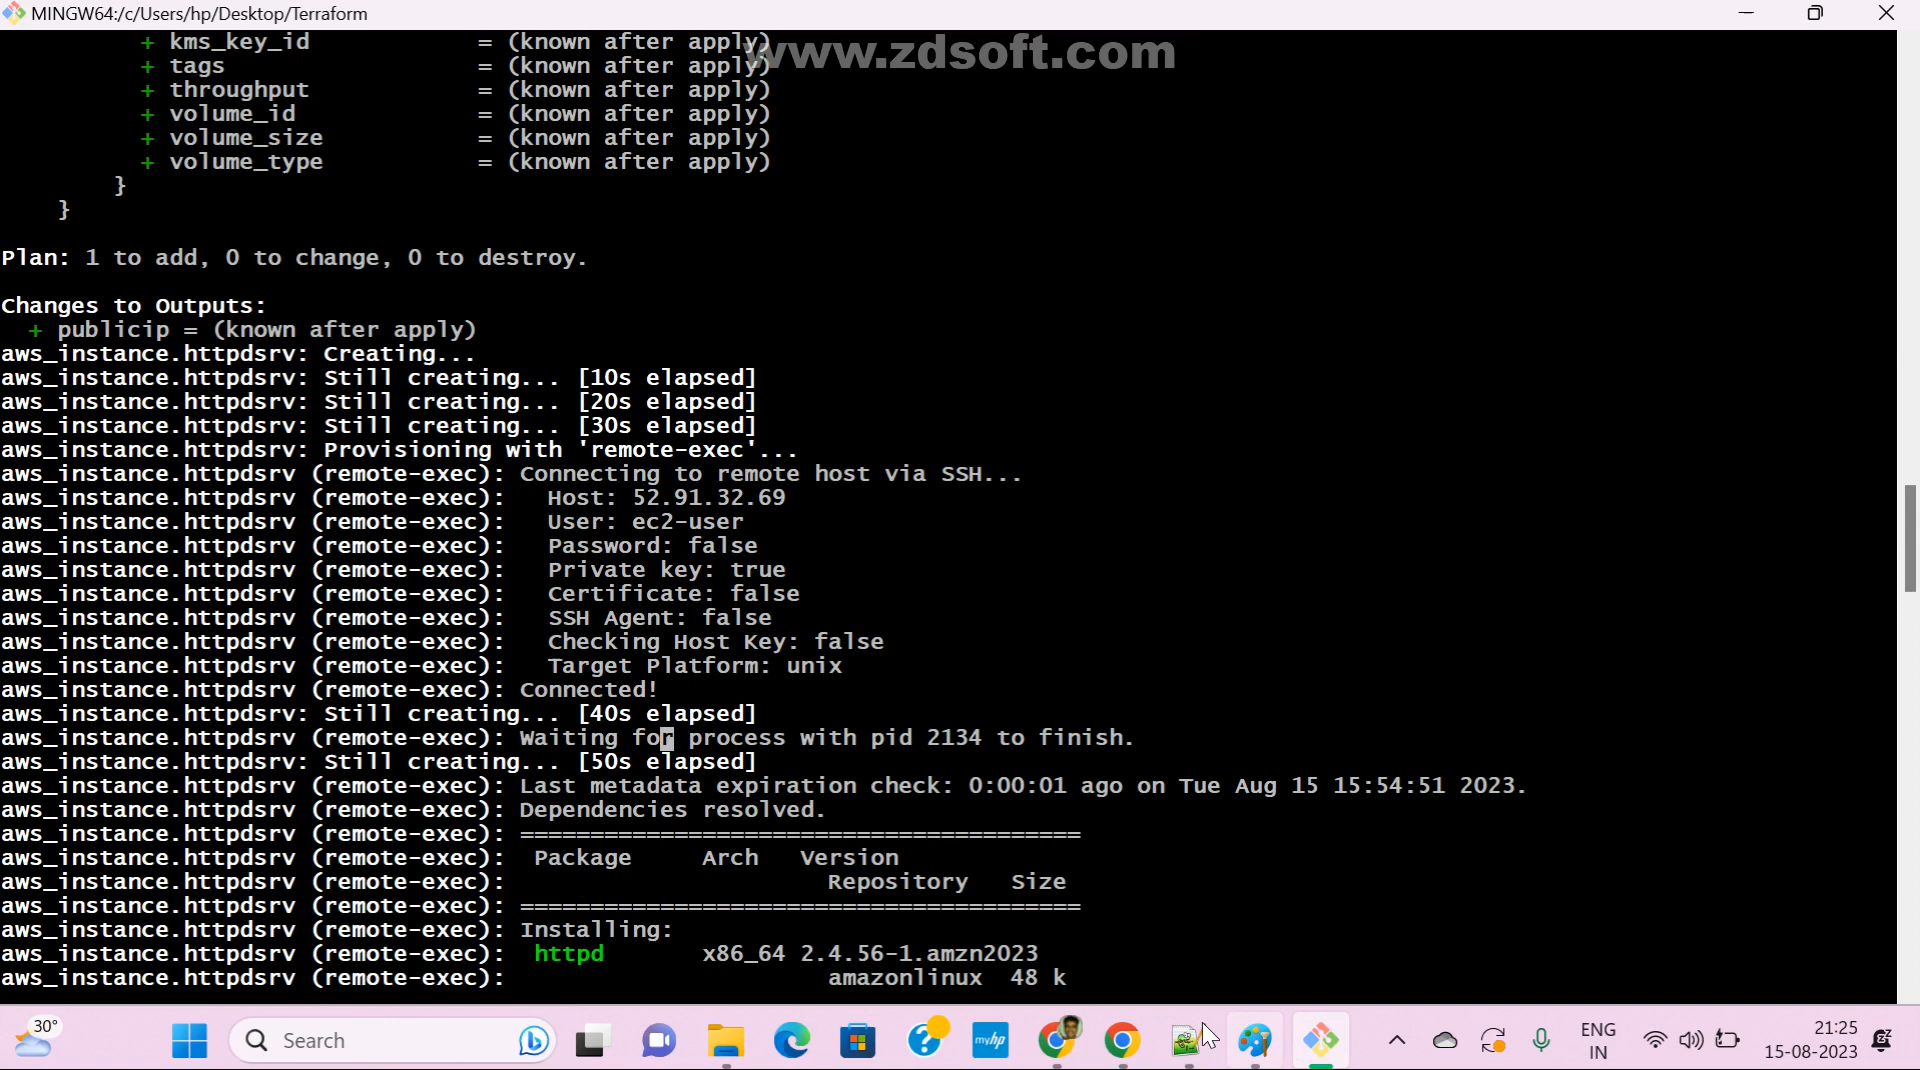 MINGW64:/c/Users/hp/Desktop/Terraform
www.zdsoft.com
+ kms_key_id = (known after apply)
+ tags = (known after apply)
+ throughput = (known after apply)
+ volume_id = (known after apply)
+ volume_size = (known after apply)
+ volume_type = (known after apply)
}
}
Plan: 1 to add, 0 to change, 0 to destroy.
Changes to Outputs:
+ publicip = (known after apply)
aws_instance.httpdsrv: Creating...
aws_instance.httpdsrv: Still creating... [10s elapsed]
aws_instance.httpdsrv: Still creating... [20s elapsed]
aws_instance.httpdsrv: Still creating... [30s elapsed]
aws_instance.httpdsrv: Provisioning with 'remote-exec'...
aws_instance.httpdsrv (remote-exec): Connecting to remote host via SSH...
aws_instance.httpdsrv (remote-exec):   Host: 52.91.32.69
aws_instance.httpdsrv (remote-exec):   User: ec2-user
aws_instance.httpdsrv (remote-exec):   Password: false
aws_instance.httpdsrv (remote-exec):   Private key: true
aws_instance.httpdsrv (remote-exec):   Certificate: false
aws_instance.httpdsrv (remote-exec):   SSH Agent: false
aws_instance.httpdsrv (remote-exec):   Checking Host Key: false
aws_instance.httpdsrv (remote-exec):   Target Platform: unix
aws_instance.httpdsrv (remote-exec): Connected!
aws_instance.httpdsrv: Still creating... [40s elapsed]
aws_instance.httpdsrv (remote-exec): Waiting for process with pid 2134 to finish.
aws_instance.httpdsrv: Still creating... [50s elapsed]
aws_instance.httpdsrv (remote-exec): Last metadata expiration check: 0:00:01 ago on Tue Aug 15 15:54:51 2023.
aws_instance.httpdsrv (remote-exec): Dependencies resolved.
aws_instance.httpdsrv (remote-exec): ========================================
aws_instance.httpdsrv (remote-exec):  Package     Arch   Version
aws_instance.httpdsrv (remote-exec):                       Repository   Size
aws_instance.httpdsrv (remote-exec): ========================================
aws_instance.httpdsrv (remote-exec): Installing:
aws_instance.httpdsrv (remote-exec):  httpd       x86_64 2.4.56-1.amzn2023
aws_instance.httpdsrv (remote-exec):                       amazonlinux  48 k
30°
Search
myhp
ENG
IN
21:25
15-08-2023